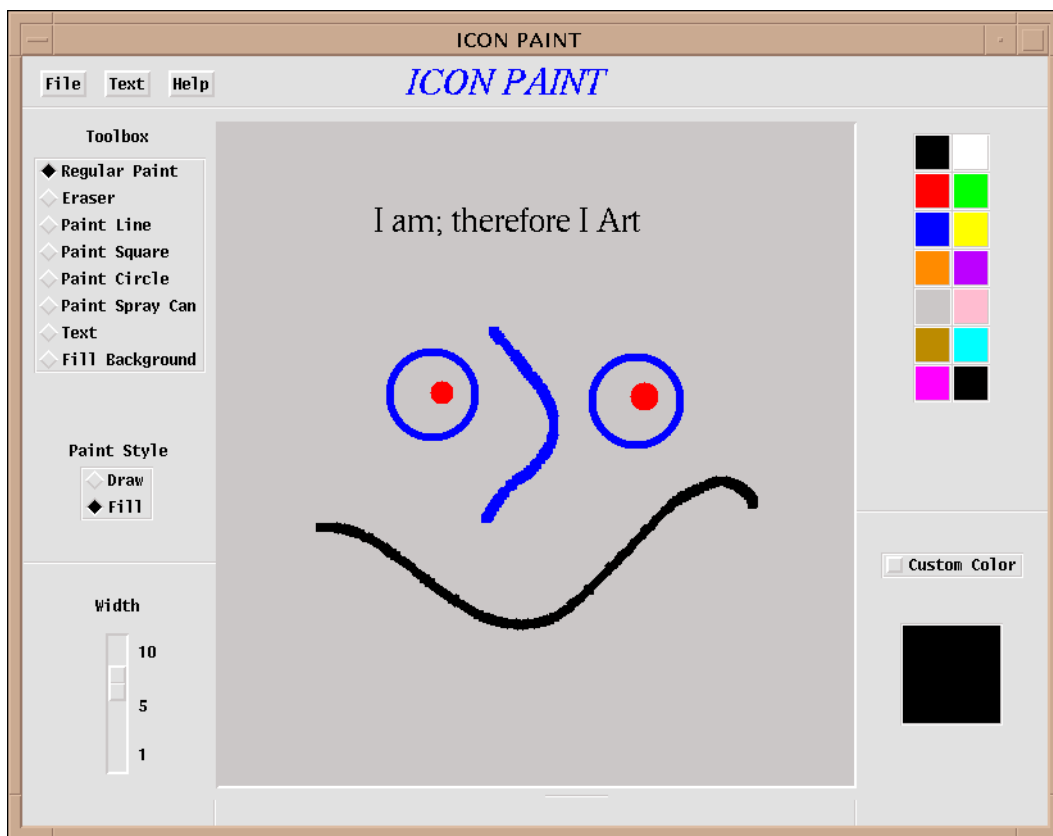 ICON PAINT
File Text Help
ICON PAINT
Toolbox
Regular Paint
Eraser
Paint Line
Paint Square
Paint Circle
Paint Spray Can
Text
Fill Background
I am; therefore I Art
Paint Style
Draw
Fill
Custom Color
Width
10
5
1